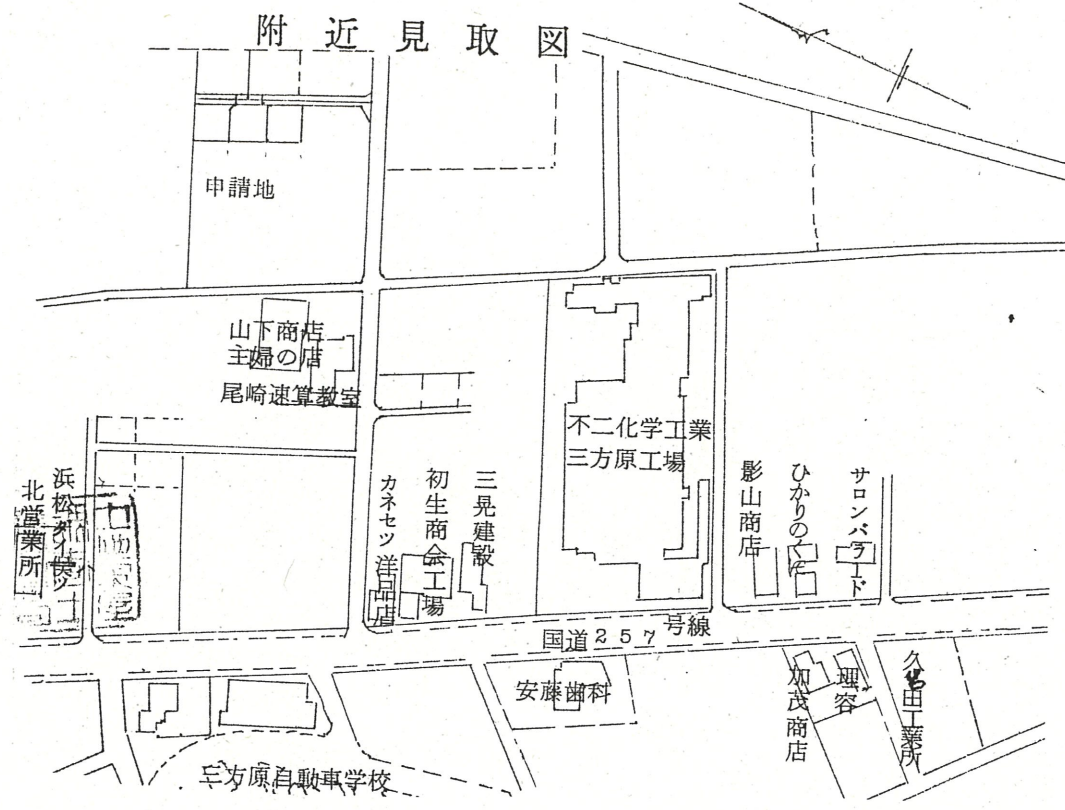 附近見取図
申請地
山下商店
主婦の店
尾崎速算教室
不二化学工業
三方原工場
浜松ダイハツ
北営業所
カネセツ洋品店
初生商会工場
三晃建設
影山商店
ひかりのくに
サロンバラード
国道257号線
安藤歯科
加茂商店
理容
三方原自動車学校